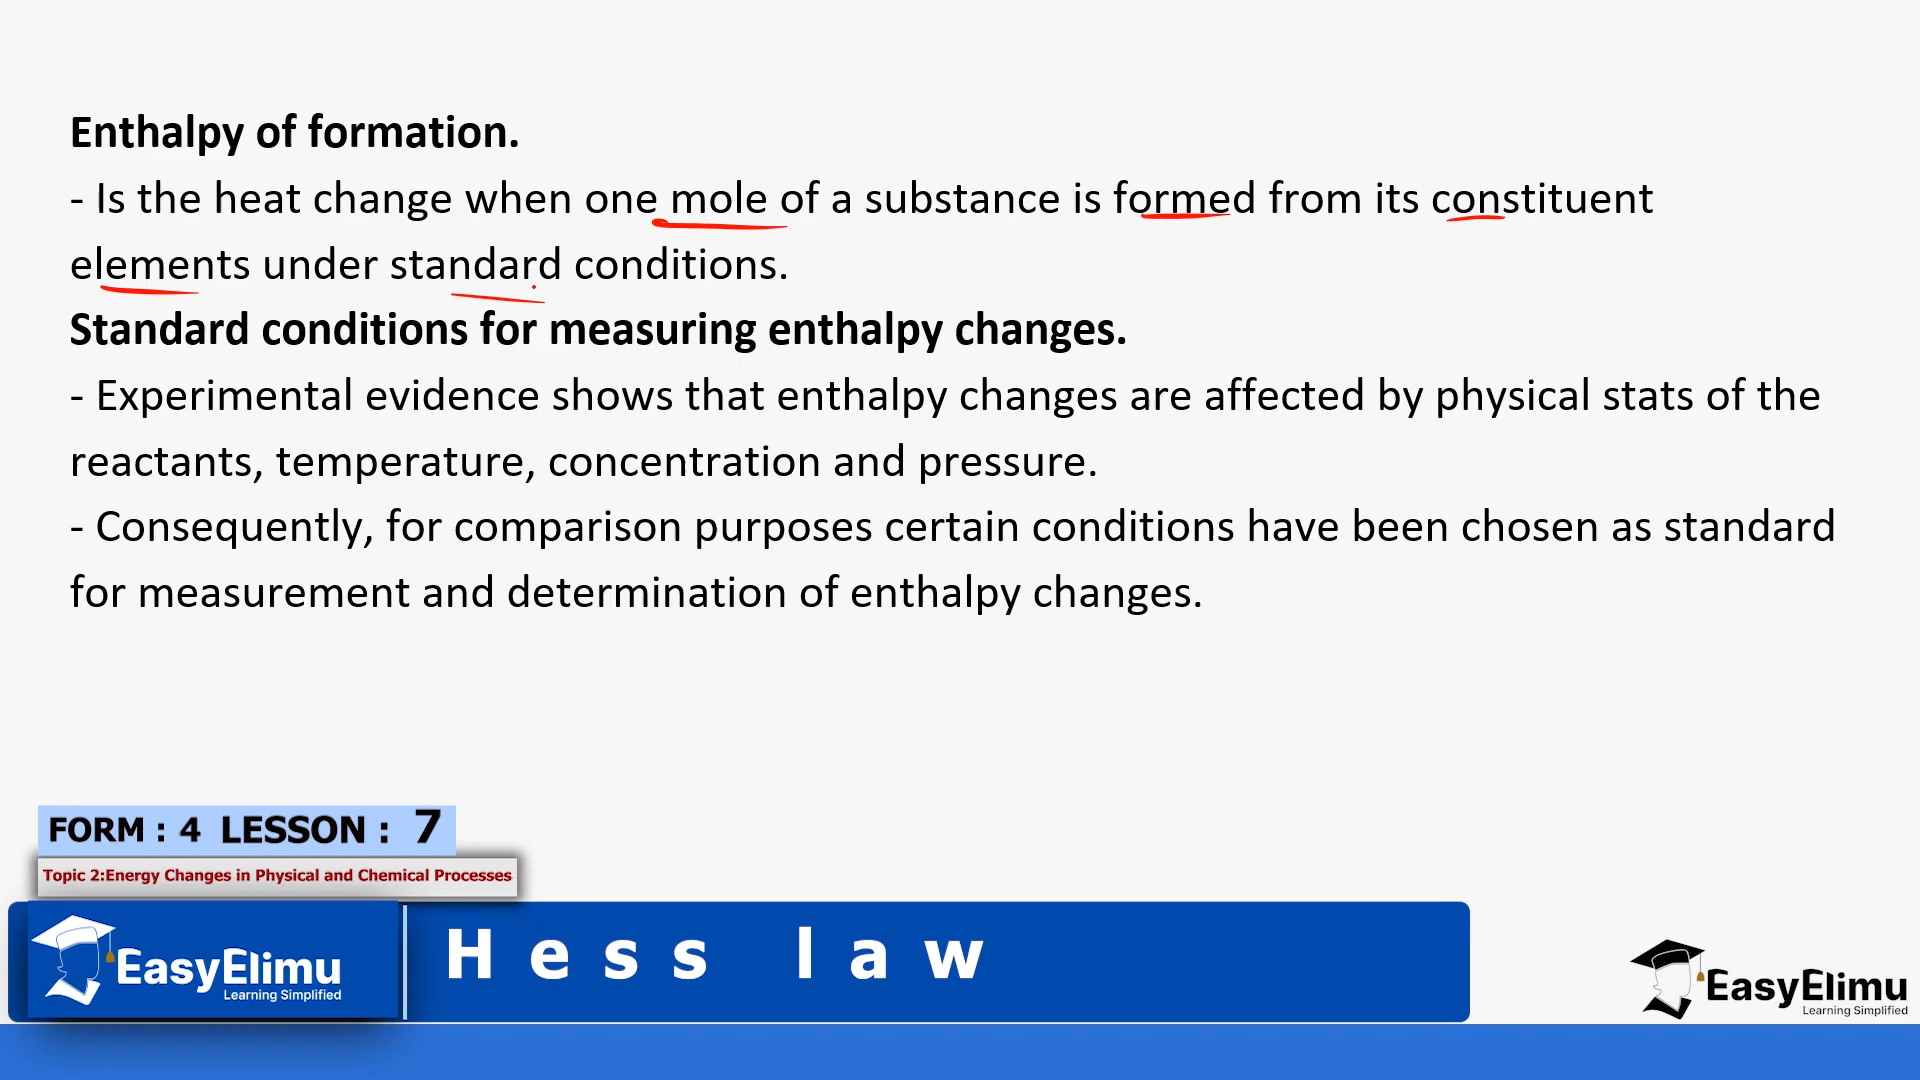 Enthalpy of formation.
- Is the heat change when one mole of a substance is formed from its constituent
elements under standard conditions.
Standard conditions for measuring enthalpy changes.
- Experimental evidence shows that enthalpy changes are affected by physical stats of the
reactants, temperature, concentration and pressure.
- Consequently, for comparison purposes certain conditions have been chosen as standard
for measurement and determination of enthalpy changes.
FORM : 4 LESSON : 7
Topic 2:Energy Changes in Physical and Chemical Processes
EasyElimu
Learning Simplified
Hess law
EasyElimu
Learning Simplified